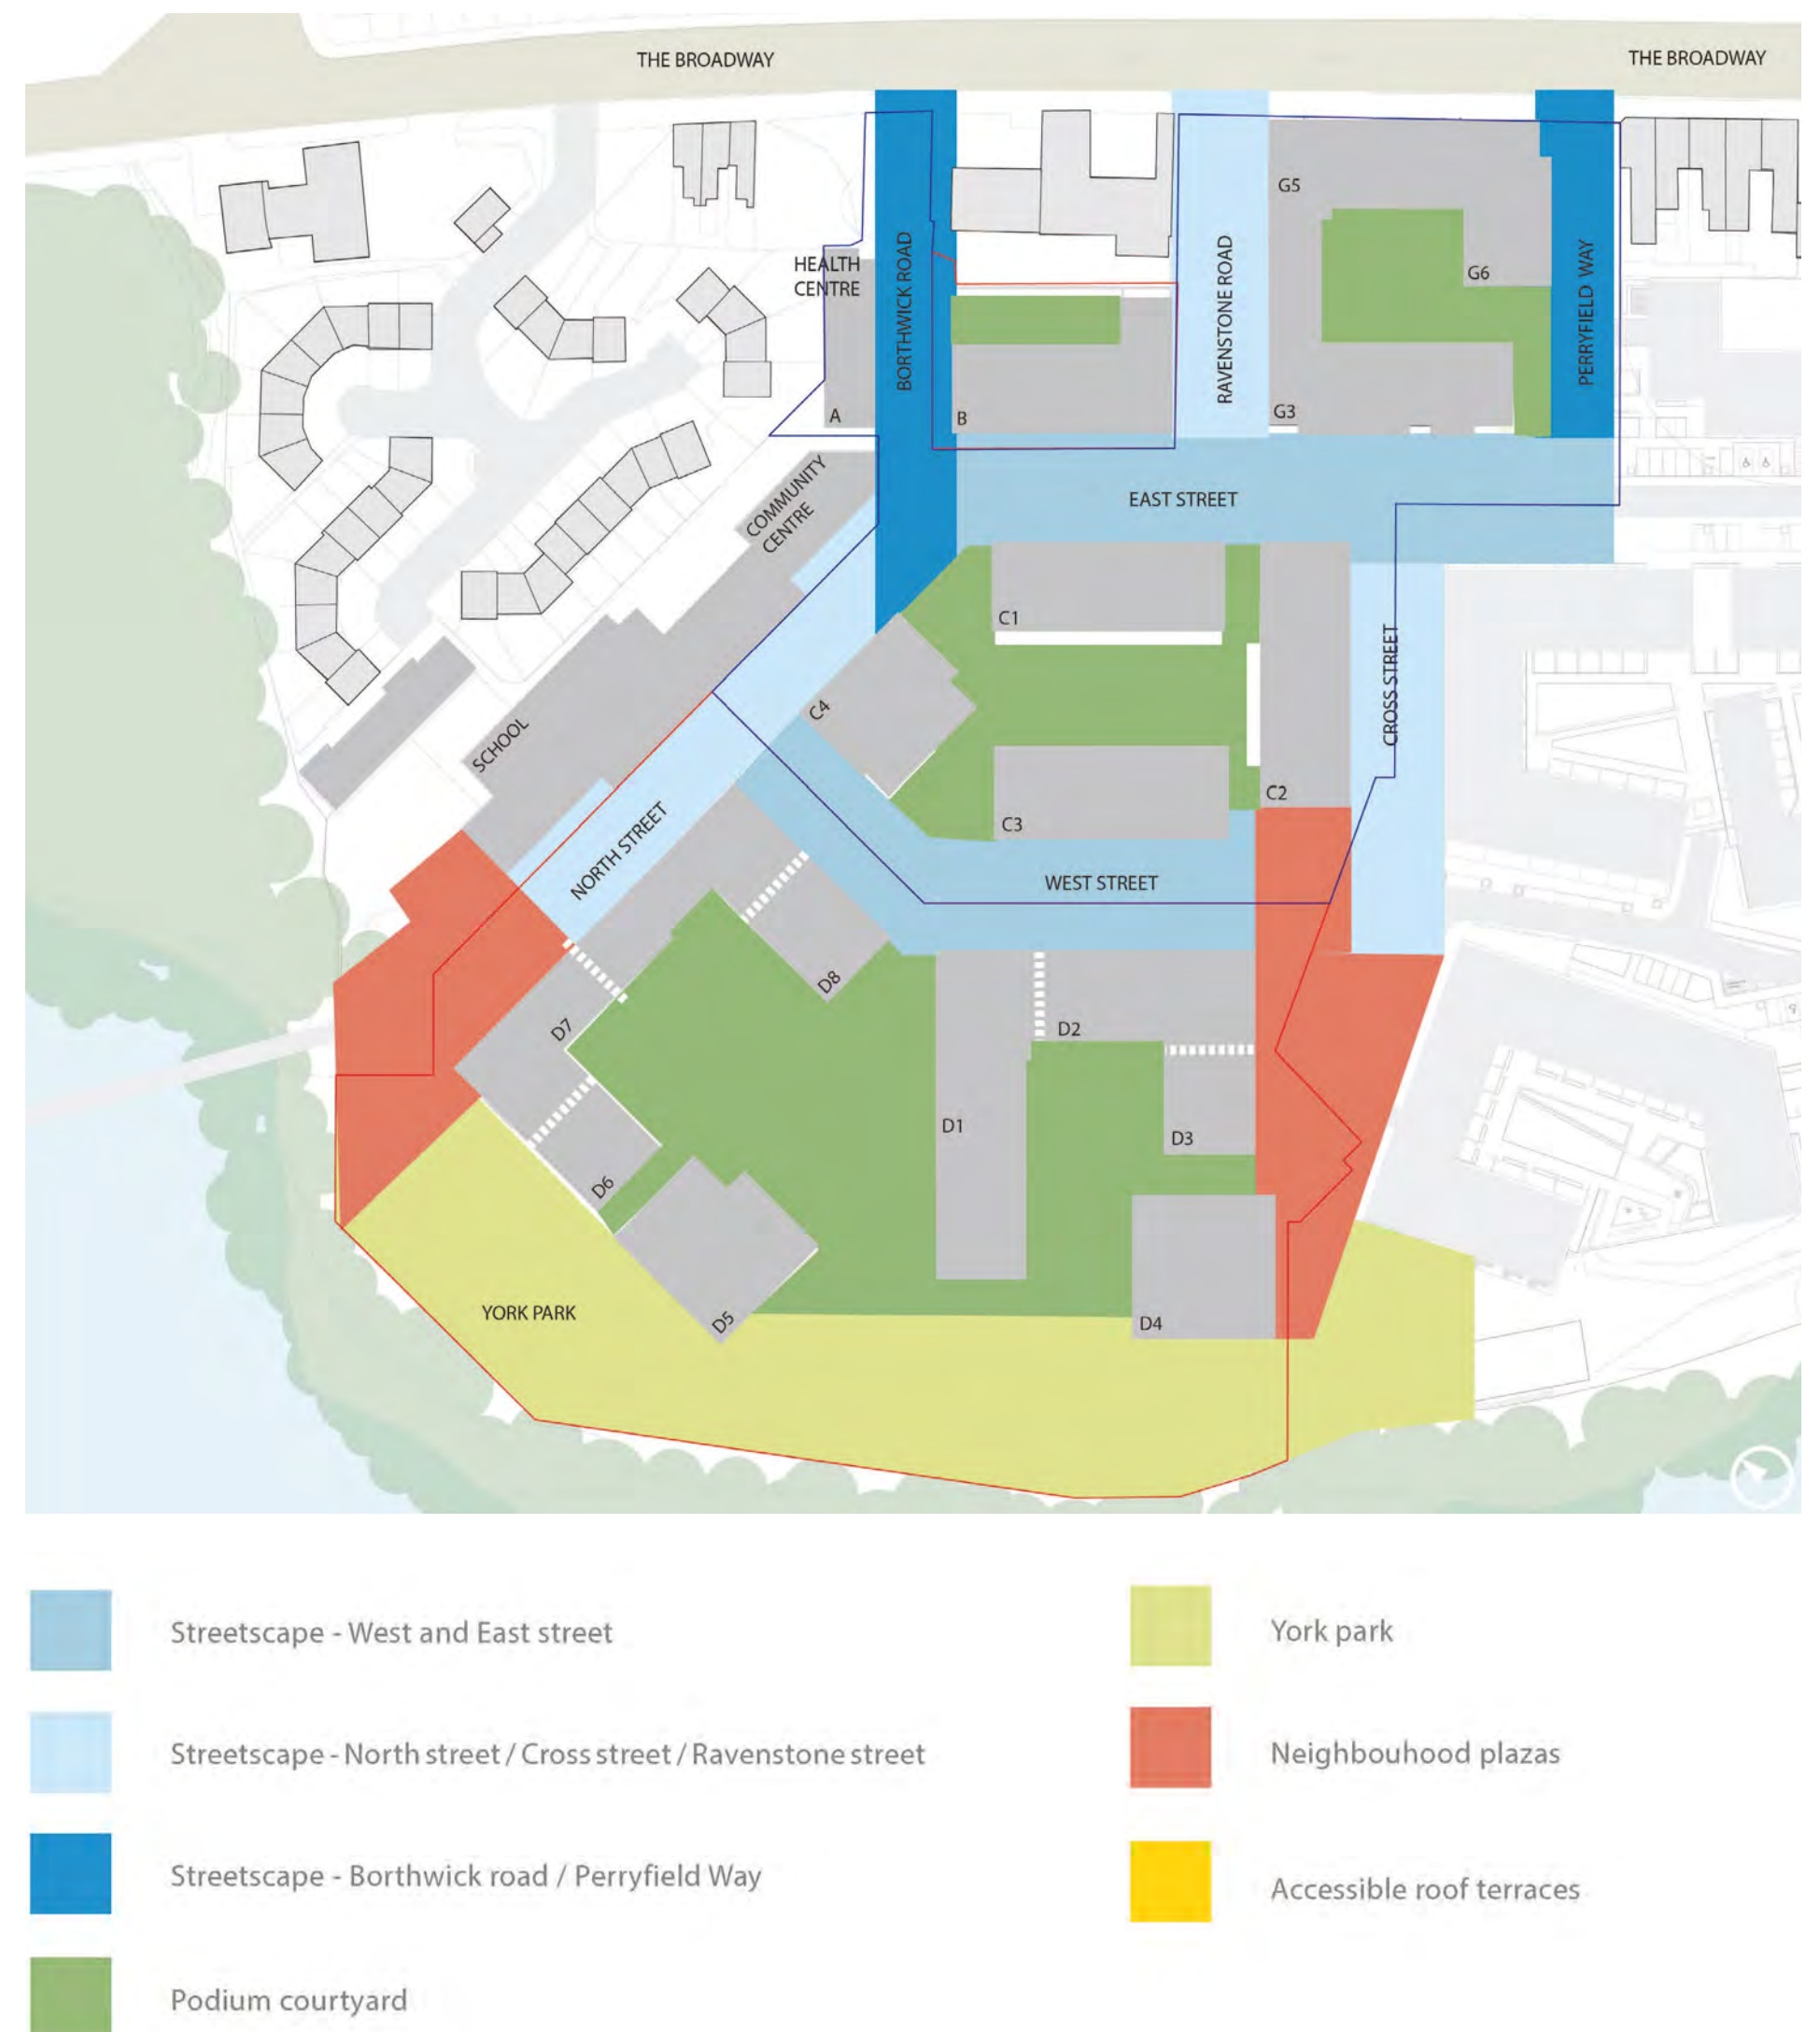 THE BROADWAY
THE BROADWAY
G5
HEALTH
CENTRE
BORTHWICK ROAD
RAVENSTONE ROAD
PERRYFIELD WAY
G6
A
B
G3
COMMUNITY
CENTRE
EAST STREET
C1
CROSS STREET
C4
SCHOOL
C2
C3
NORTH STREET
WEST STREET
D8
D7
D2
D1
D3
D6
YORK PARK
D5
D4
Streetscape - West and East street
Streetscape - North street / Cross street / Ravenstone street
Streetscape - Borthwick road / Perryfield Way
Podium courtyard
York park
Neighbouhood plazas
Accessible roof terraces